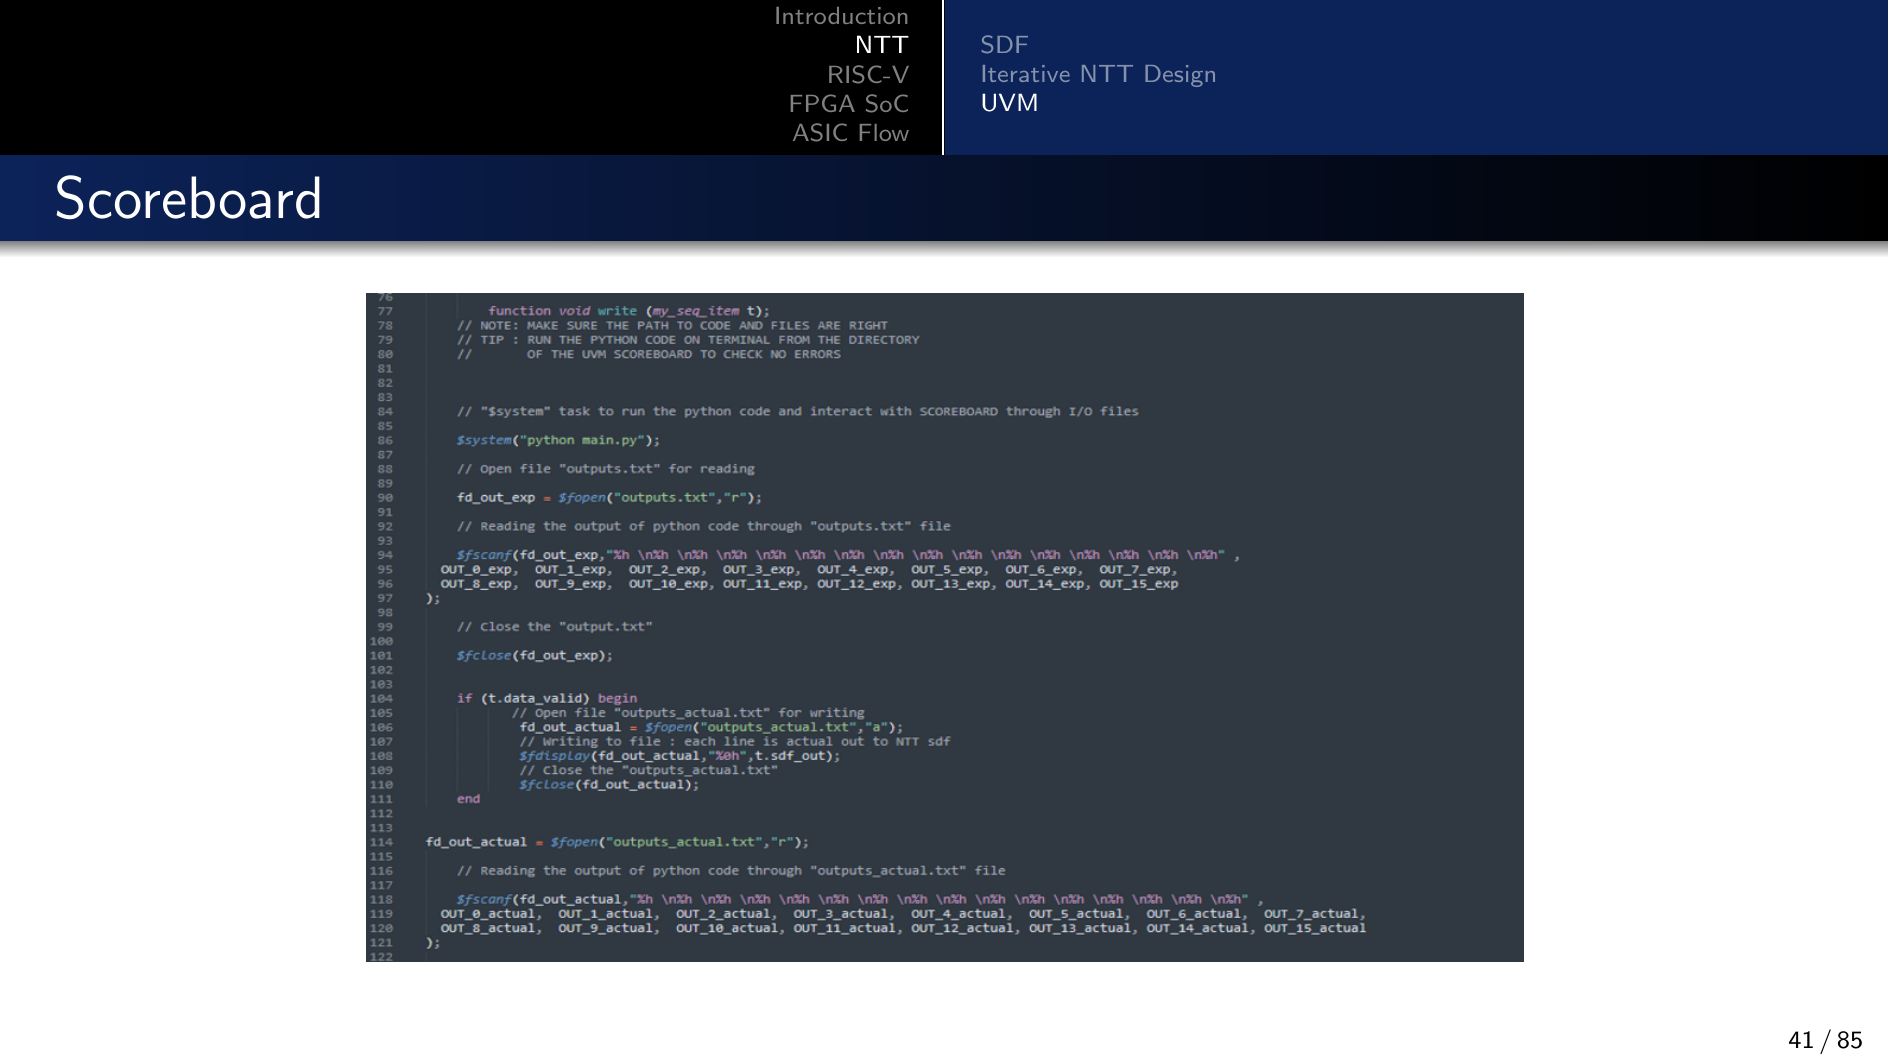 Introduction
NTT
RISC-V
FPGA SoC
ASIC Flow
SDF
Iterative NTT Design
UVM
Scoreboard
76
77 function void write (my_seq_item t);
78 // NOTE: MAKE SURE THE PATH TO CODE AND FILES ARE RIGHT
79 // TIP : RUN THE PYTHON CODE ON TERMINAL FROM THE DIRECTORY
80 // OF THE UVM SCOREBOARD TO CHECK NO ERRORS
81
82
83
84 // "$system" task to run the python code and interact with SCOREBOARD through I/O files
85
86 $system("python main.py");
87
88 // Open file "outputs.txt" for reading
89
90 fd_out_exp = $fopen("outputs.txt","r");
91
92 // Reading the output of python code through "outputs.txt" file
93
94 $fscanf(fd_out_exp,"%h \n%h \n%h \n%h \n%h \n%h \n%h \n%h \n%h \n%h \n%h \n%h \n%h \n%h \n%h \n%h" ,
95 OUT_0_exp, OUT_1_exp, OUT_2_exp, OUT_3_exp, OUT_4_exp, OUT_5_exp, OUT_6_exp, OUT_7_exp,
96 OUT_8_exp, OUT_9_exp, OUT_10_exp, OUT_11_exp, OUT_12_exp, OUT_13_exp, OUT_14_exp, OUT_15_exp
97 );
98
99 // Close the "output.txt"
100
101 $fclose(fd_out_exp);
102
103
104 if (t.data_valid) begin
105 // Open file "outputs_actual.txt" for writing
106 fd_out_actual = $fopen("outputs_actual.txt","a");
107 // Writing to file : each line is actual out to NTT sdf
108 $fdisplay(fd_out_actual,"%0h",t.sdf_out);
109 // Close the "outputs_actual.txt"
110 $fclose(fd_out_actual);
111 end
112
113
114 fd_out_actual = $fopen("outputs_actual.txt","r");
115
116 // Reading the output of python code through "outputs_actual.txt" file
117
118 $fscanf(fd_out_actual,"%h \n%h \n%h \n%h \n%h \n%h \n%h \n%h \n%h \n%h \n%h \n%h \n%h \n%h \n%h \n%h" ,
119 OUT_0_actual, OUT_1_actual, OUT_2_actual, OUT_3_actual, OUT_4_actual, OUT_5_actual, OUT_6_actual, OUT_7_actual,
120 OUT_8_actual, OUT_9_actual, OUT_10_actual, OUT_11_actual, OUT_12_actual, OUT_13_actual, OUT_14_actual, OUT_15_actual
121 );
122
41 / 85